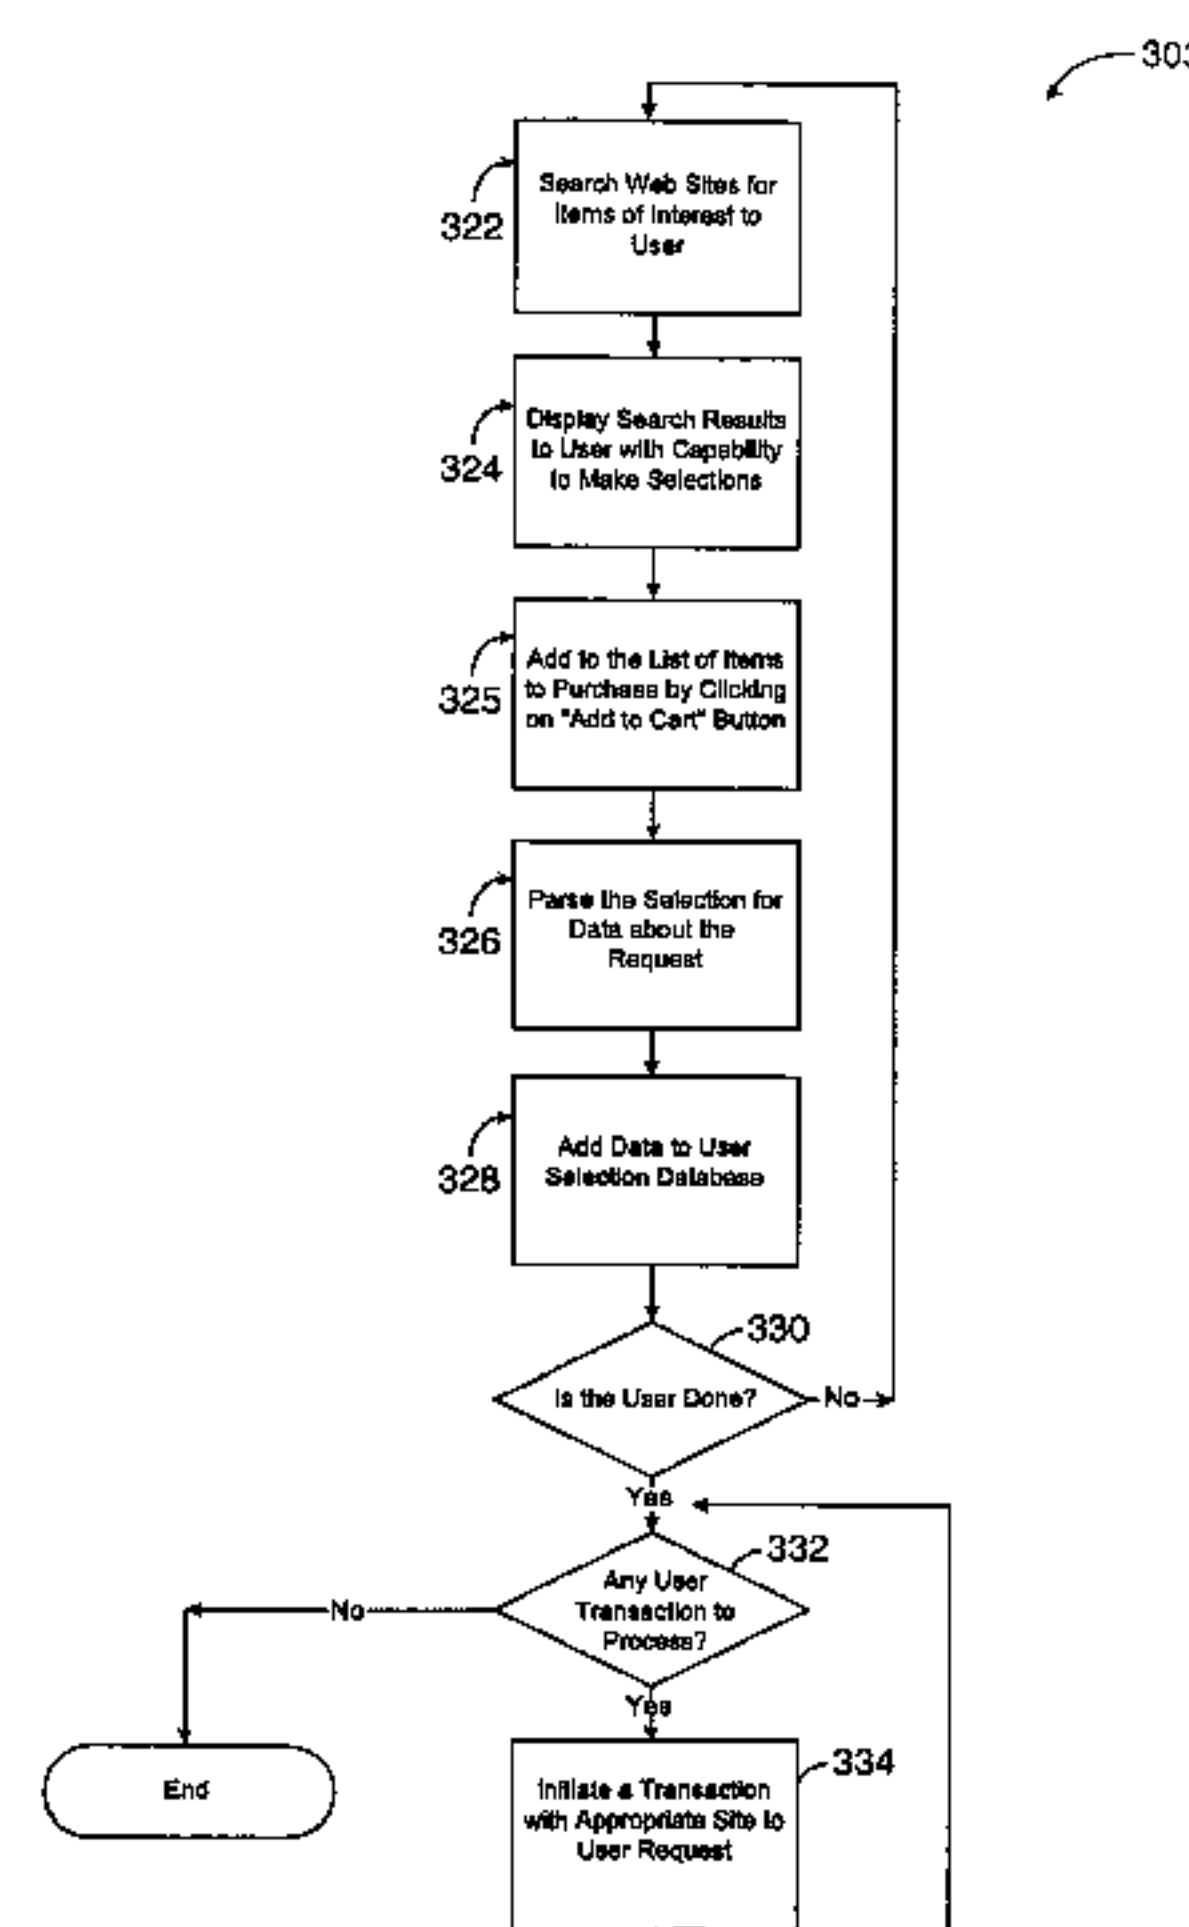 303
322
Search Web Sites for
Items of Interest to
User
324
Display Search Results
to User with Capability
to Make Selections
325
Add to the List of Items
to Purchase by Clicking
on "Add to Cart" Button
326
Parse the Selection for
Data about the
Request
328
Add Data to User
Selection Database
330
Is the User Done?
No
Yes
332
Any User
Transaction to
Process?
No
Yes
End
334
Initiate a Transaction
with Appropriate Site to
User Request